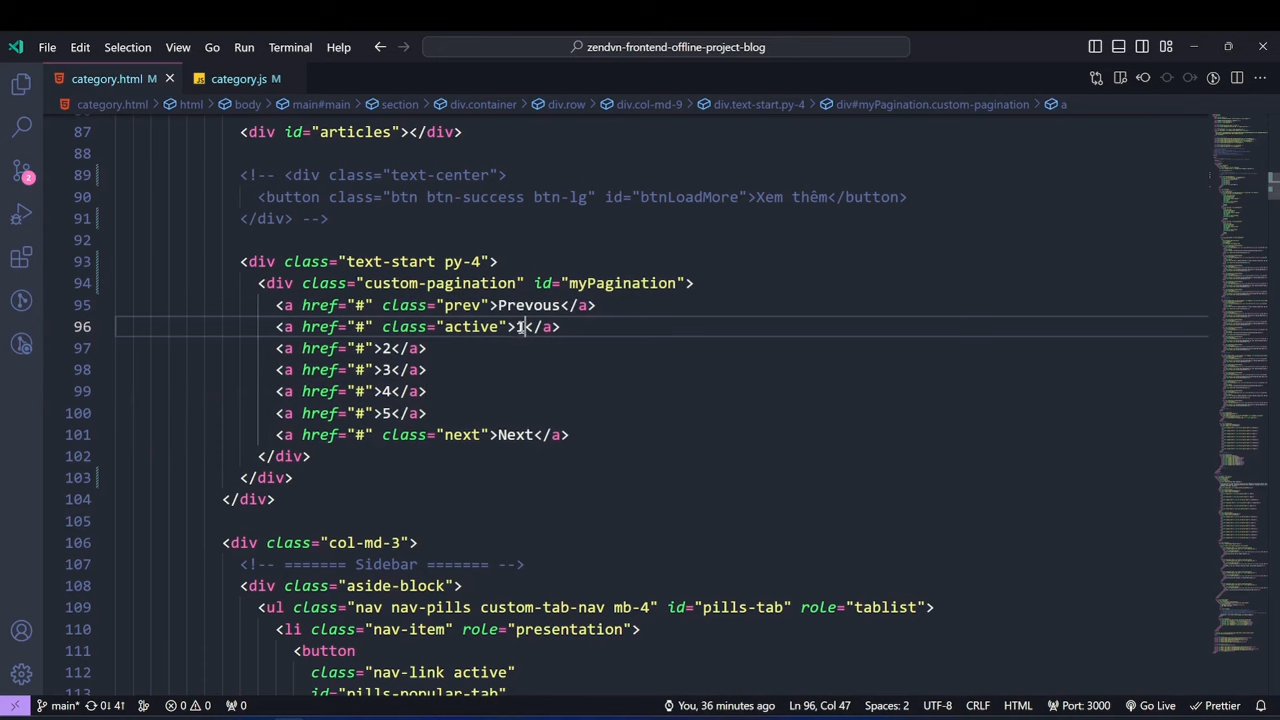 File Edit Selection View Go Run Terminal Help zendvn-frontend-offline-project-blog
category.html M category.js M
category.html html body main#main section div.container div.row div.col-md-9 div.text-start.py-4 div#myPagination.custom-pagination a
87 <div id="articles"></div>
88
89 <!-- <div class="text-center">
90 <button class="btn btn-success btn-lg" id="btnLoadMore">Xem thêm</button>
91 </div> -->
92
93 <div class="text-start py-4">
94 <div class="custom-pagination" id="myPagination">
95 <a href="#" class="prev">Prevous</a>
96 <a href="#" class="active">1</a>
97 <a href="#">2</a>
98 <a href="#">3</a>
99 <a href="#">4</a>
100 <a href="#">5</a>
101 <a href="#" class="next">Next</a>
102 </div>
103 </div>
104 </div>
105
106 <div class="col-md-3">
107 <!-- ======= Sidebar ======= -->
108 <div class="aside-block">
109 <ul class="nav nav-pills custom-tab-nav mb-4" id="pills-tab" role="tablist">
110 <li class="nav-item" role="presentation">
111 <button
112 class="nav-link active"
113 id="pills-popular-tab"
2
main* 0↓ 1↑ 0 0 0 You, 36 minutes ago Ln 96, Col 47 Spaces: 2 UTF-8 CRLF HTML Port: 3000 Go Live Prettier